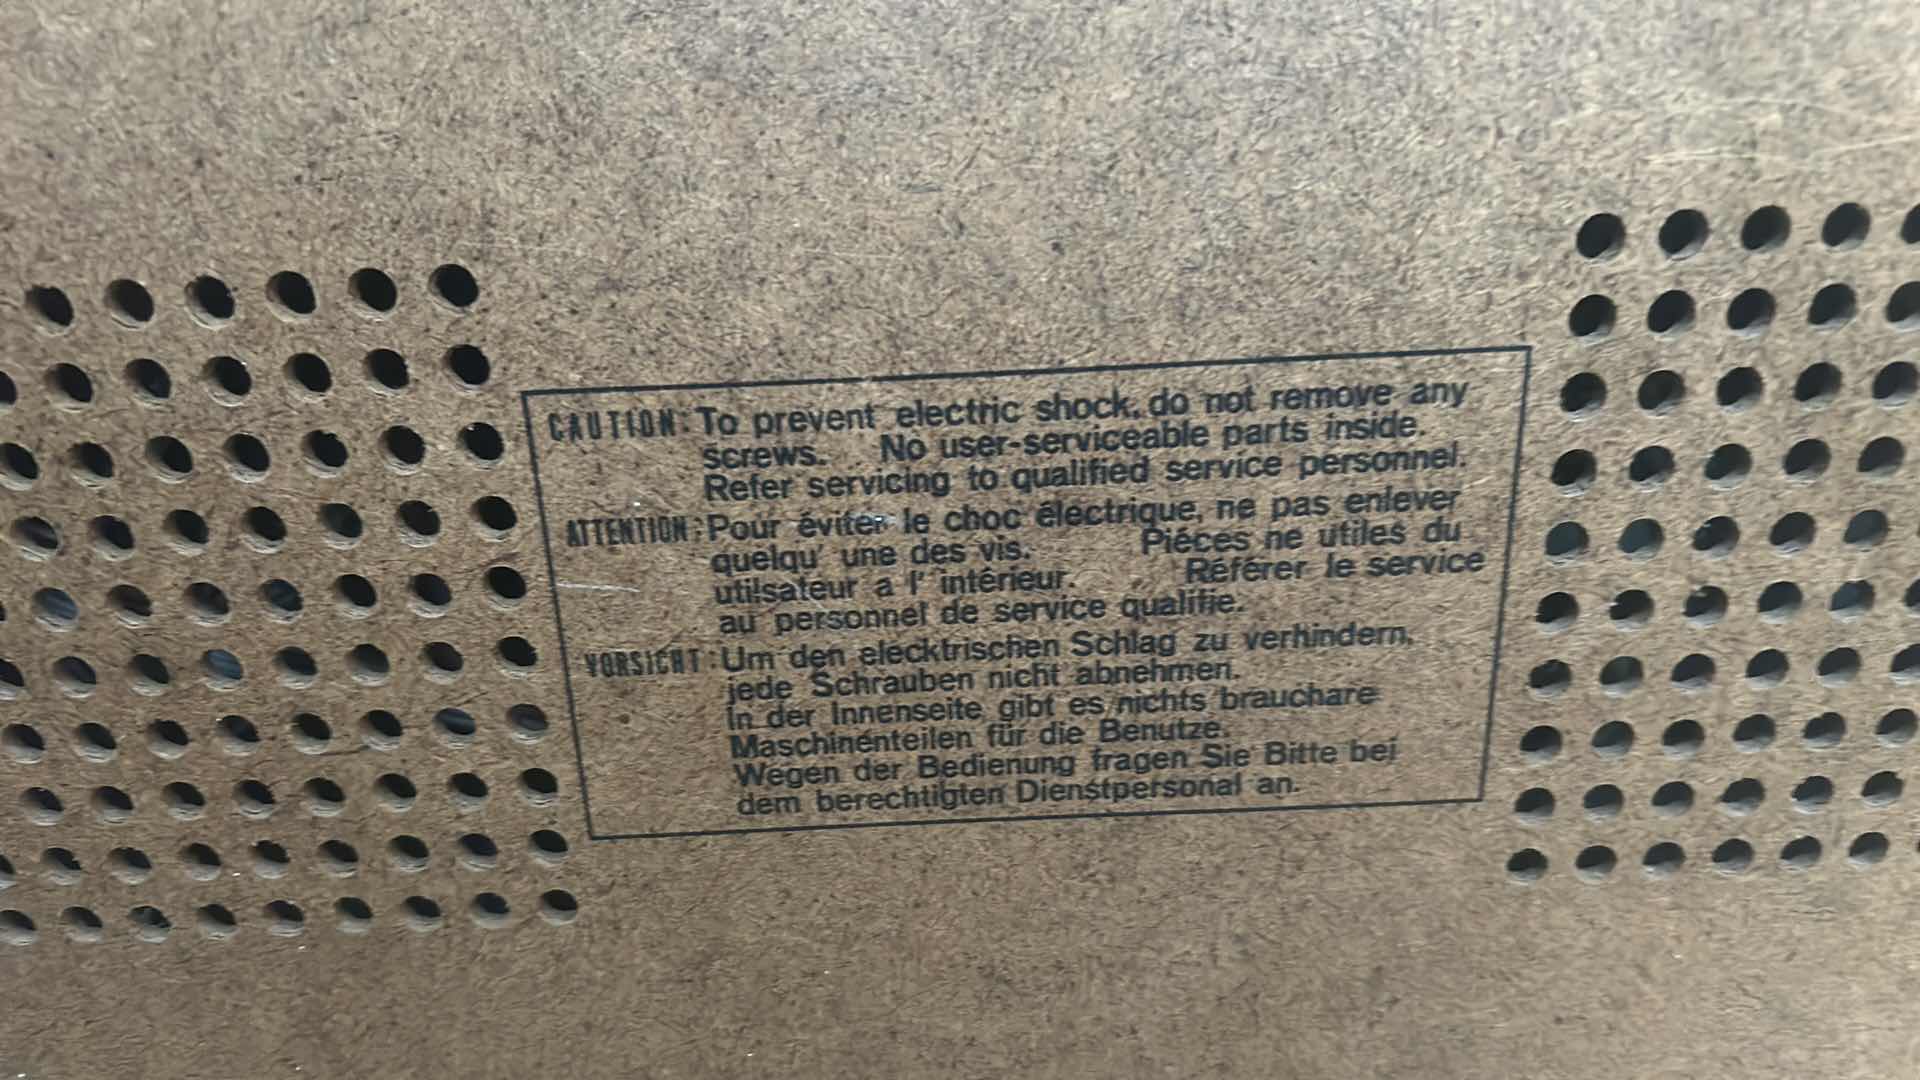 CAUTION: To prevent electric shock, do not remove any
screws. No user-serviceable parts inside.
Refer servicing to qualified service personnel.
ATTENTION: Pour éviter le choc électrique, ne pas enlever
quelqu' une des vis. Pièces ne utiles du
utilsateur a l' intérieur. Référer le service
au personnel de service qualifie.
VORSICHT: Um den elecktrischen Schlag zu verhindern,
jede Schrauben nicht abnehmen.
In der Innenseite gibt es nichts brauchare
Maschinenteilen für die Benutze.
Wegen der Bedienung fragen Sie Bitte bei
dem berechtigten Dienstpersonal an.